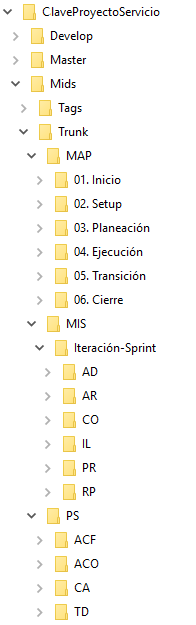 ClaveProyectoServicio
Develop
Master
Mids
Tags
Trunk
MAP
01. Inicio
02. Setup
03. Planeación
04. Ejecución
05. Transición
06. Cierre
MIS
Iteración-Sprint
AD
AR
CO
IL
PR
RP
PS
ACF
ACO
CA
TD